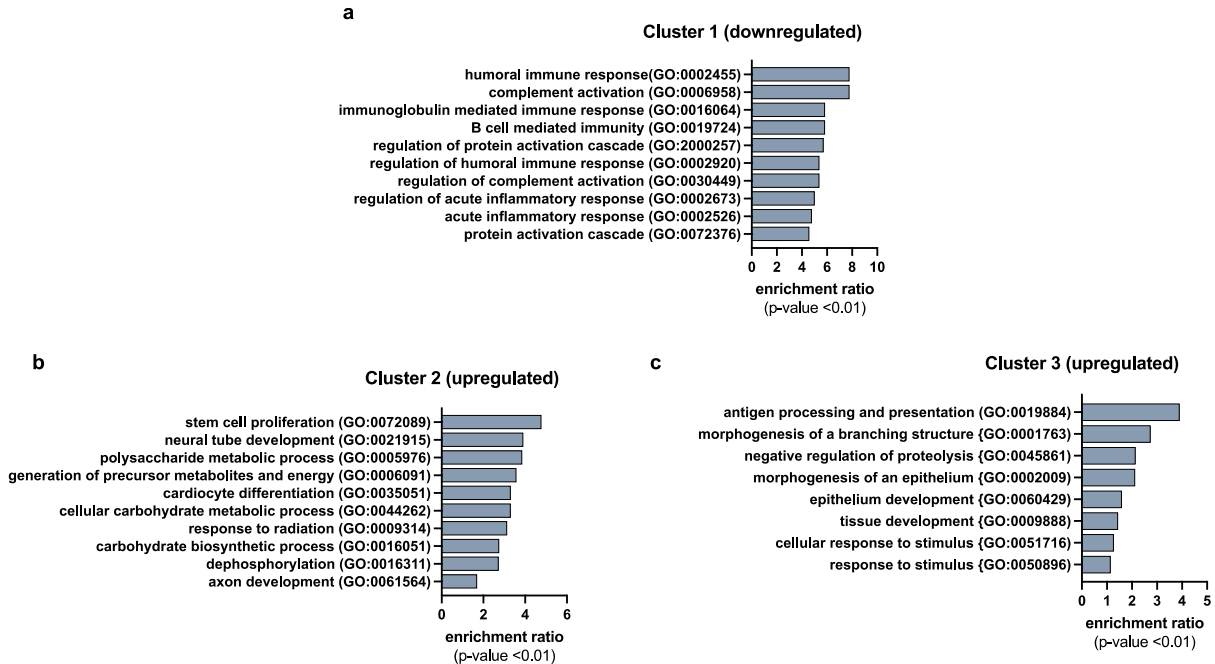 a
Cluster 1 (downregulated)
humoral immune response(GO:0002455)
complement activation (GO:0006958)
immunoglobulin mediated immune response (GO:0016064)
B cell mediated immunity (GO:0019724)
regulation of protein activation cascade (GO:2000257)
regulation of humoral immune response (GO:0002920)
regulation of complement activation (GO:0030449)
regulation of acute inflammatory response (GO:0002673)
acute inflammatory response (GO:0002526)
protein activation cascade (GO:0072376)
0 2 4 6 8 10
enrichment ratio
(p-value <0.01)
b
Cluster 2 (upregulated)
stem cell proliferation (GO:0072089)
neural tube development (GO:0021915)
polysaccharide metabolic process (GO:0005976)
generation of precursor metabolites and energy (GO:0006091)
cardiocyte differentiation (GO:0035051)
cellular carbohydrate metabolic process (GO:0044262)
response to radiation (GO:0009314)
carbohydrate biosynthetic process (GO:0016051)
dephosphorylation (GO:0016311)
axon development (GO:0061564)
0 2 4 6
enrichment ratio
(p-value <0.01)
c
Cluster 3 (upregulated)
antigen processing and presentation (GO:0019884)
morphogenesis of a branching structure {GO:0001763)
negative regulation of proteolysis {GO:0045861)
morphogenesis of an epithelium {GO:0002009)
epithelium development {GO:0060429)
tissue development {GO:0009888)
cellular response to stimulus {GO:0051716)
response to stimulus {GO:0050896)
0 1 2 3 4 5
enrichment ratio
(p-value <0.01)